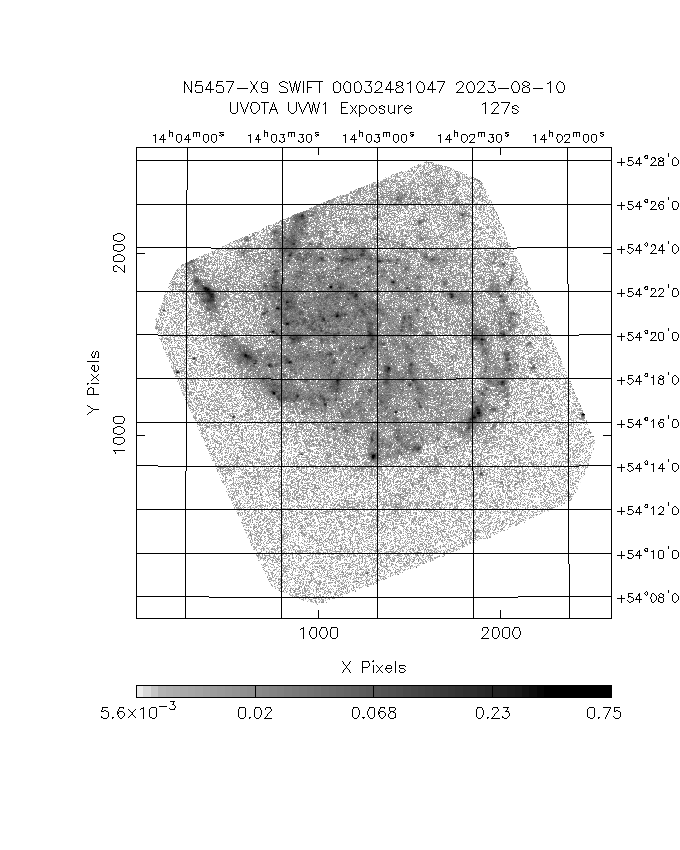 N5457-X9 SWIFT 00032481047 2023-08-10
UVOTA UVW1 Exposure 127s
14ʰ04ᵐ00ˢ 14ʰ03ᵐ30ˢ 14ʰ03ᵐ00ˢ 14ʰ02ᵐ30ˢ 14ʰ02ᵐ00ˢ
+54°28'0
+54°26'0
+54°24'0
+54°22'0
+54°20'0
+54°18'0
+54°16'0
+54°14'0
+54°12'0
+54°10'0
+54°08'0
2000
1000
Y Pixels
1000 2000
X Pixels
5.6×10⁻³ 0.02 0.068 0.23 0.75